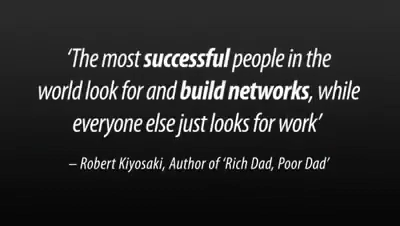 ‘The most successful people in the
world look for and build networks, while
everyone else just looks for work’
– Robert Kiyosaki, Author of ‘Rich Dad, Poor Dad’